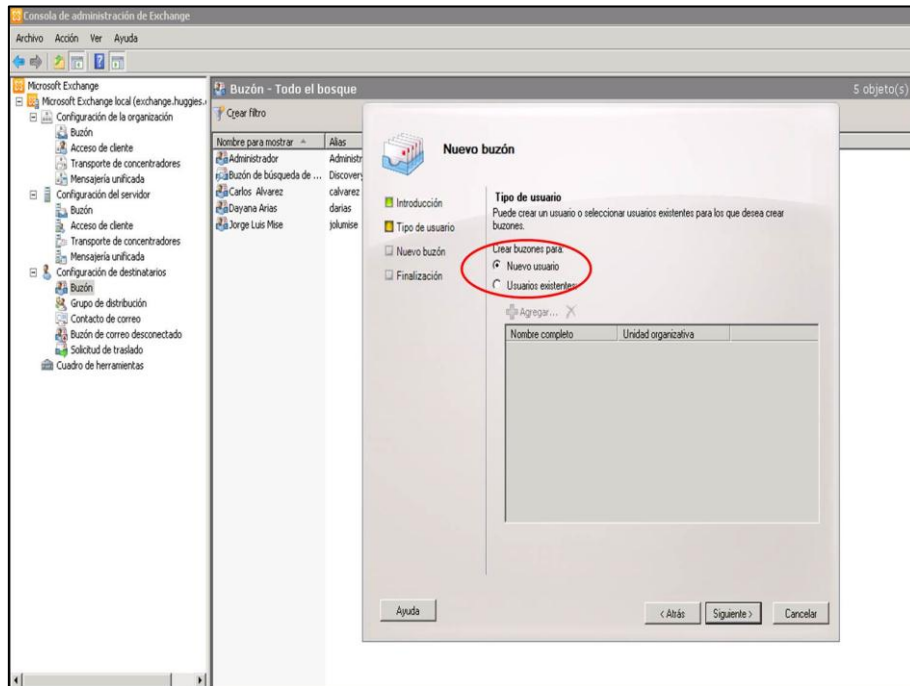 Consola de administración de Exchange
Archivo Acción Ver Ayuda
Microsoft Exchange
Microsoft Exchange local (exchange.huggies.
Configuración de la organización
Buzón
Acceso de cliente
Transporte de concentradores
Mensajería unificada
Configuración del servidor
Buzón
Acceso de cliente
Transporte de concentradores
Mensajería unificada
Configuración de destinatarios
Buzón
Grupo de distribución
Contacto de correo
Buzón de correo desconectado
Solicitud de traslado
Cuadro de herramientas
Buzón - Todo el bosque 5 objeto(s)
Crear filtro
Nombre para mostrar Alias
Administrador Administr
Buzón de búsqueda de ... Discovery
Carlos Alvarez calvarez
Dayana Arias darias
Jorge Luis Mise jolumise
Nuevo buzón
Introducción
Tipo de usuario
Nuevo buzón
Finalización
Tipo de usuario
Puede crear un usuario o seleccionar usuarios existentes para los que desea crear
buzones.
Crear buzones para:
Nuevo usuario
Usuarios existentes:
Agregar...
Nombre completo Unidad organizativa
Ayuda < Atrás Siguiente > Cancelar